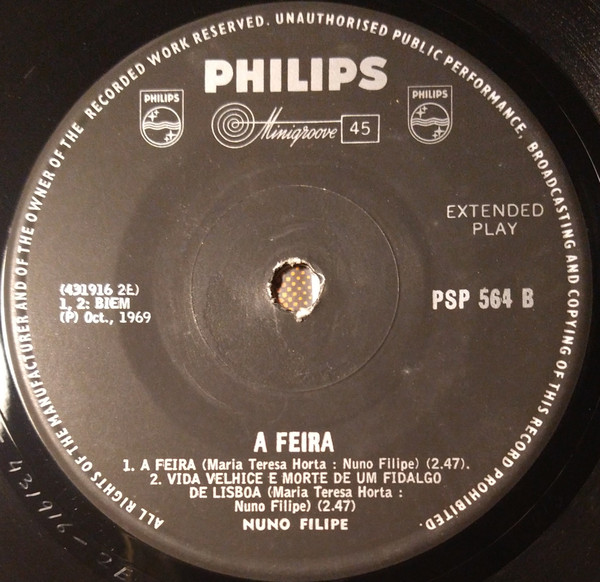 ALL RIGHTS OF THE MANUFACTURER AND OF THE OWNER OF THE RECORDED WORK RESERVED. UNAUTHORISED PUBLIC PERFORMANCE. BROADCASTING AND COPYING OF THIS RECORD PROHIBITED.
PHILIPS
PHILIPS
PHILIPS
Minigroove 45
EXTENDED
PLAY
(431916 2E)
1, 2: BIEM
(P) Oct., 1969
PSP 564 B
A FEIRA
1. A FEIRA (Maria Teresa Horta : Nuno Filipe) (2.47).
2. VIDA VELHICE E MORTE DE UM FIDALGO
DE LISBOA (Maria Teresa Horta :
Nuno Filipe) (2.47)
NUNO FILIPE
431916-2E